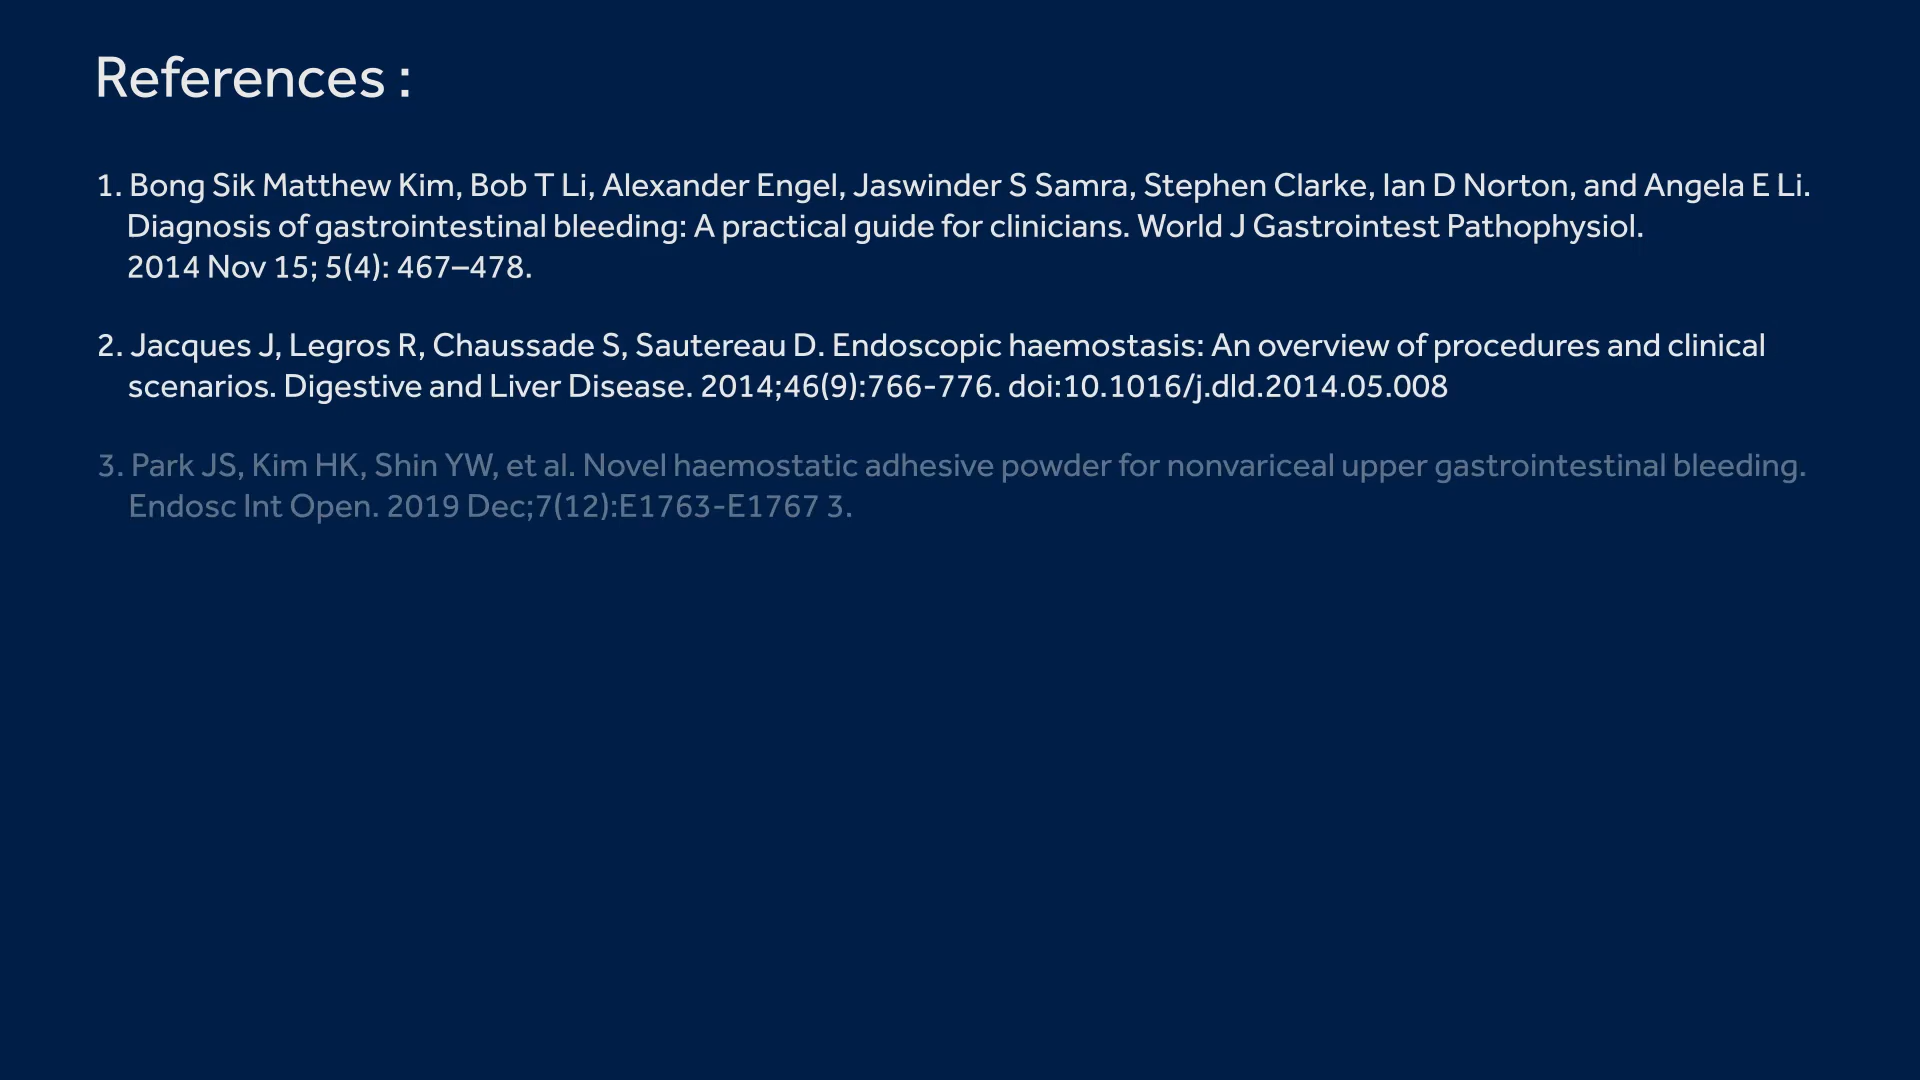 References :
1. Bong Sik Matthew Kim, Bob T Li, Alexander Engel, Jaswinder S Samra, Stephen Clarke, Ian D Norton, and Angela E Li.
Diagnosis of gastrointestinal bleeding: A practical guide for clinicians. World J Gastrointest Pathophysiol.
2014 Nov 15; 5(4): 467–478.
2. Jacques J, Legros R, Chaussade S, Sautereau D. Endoscopic haemostasis: An overview of procedures and clinical
scenarios. Digestive and Liver Disease. 2014;46(9):766-776. doi:10.1016/j.dld.2014.05.008
3. Park JS, Kim HK, Shin YW, et al. Novel haemostatic adhesive powder for nonvariceal upper gastrointestinal bleeding.
Endosc Int Open. 2019 Dec;7(12):E1763-E1767 3.